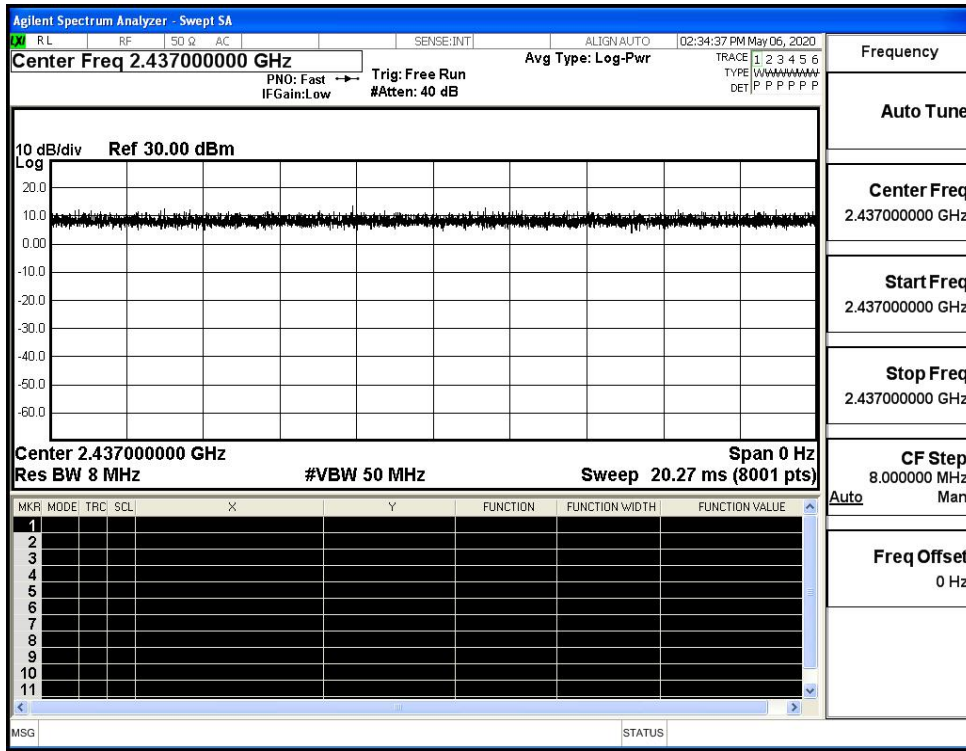 Agilent Spectrum Analyzer - Swept SA
LXI RL RF 50 Ω AC SENSE:INT ALIGN AUTO 02:34:37 PM May 06, 2020
Center Freq 2.437000000 GHz
PNO: Fast
IFGain:Low
Trig: Free Run
#Atten: 40 dB
Avg Type: Log-Pwr
TRACE 1 2 3 4 5 6
TYPE
DET P P P P P P
10 dB/div Ref 30.00 dBm
Log
20.0
10.0
0.00
-10.0
-20.0
-30.0
-40.0
-50.0
-60.0
Center 2.437000000 GHz Span 0 Hz
Res BW 8 MHz #VBW 50 MHz Sweep 20.27 ms (8001 pts)
MKR MODE TRC SCL X Y FUNCTION FUNCTION WIDTH FUNCTION VALUE
1
2
3
4
5
6
7
8
9
10
11
MSG STATUS
Frequency
Auto Tune
Center Freq
2.437000000 GHz
Start Freq
2.437000000 GHz
Stop Freq
2.437000000 GHz
CF Step
8.000000 MHz
Auto Man
Freq Offset
0 Hz